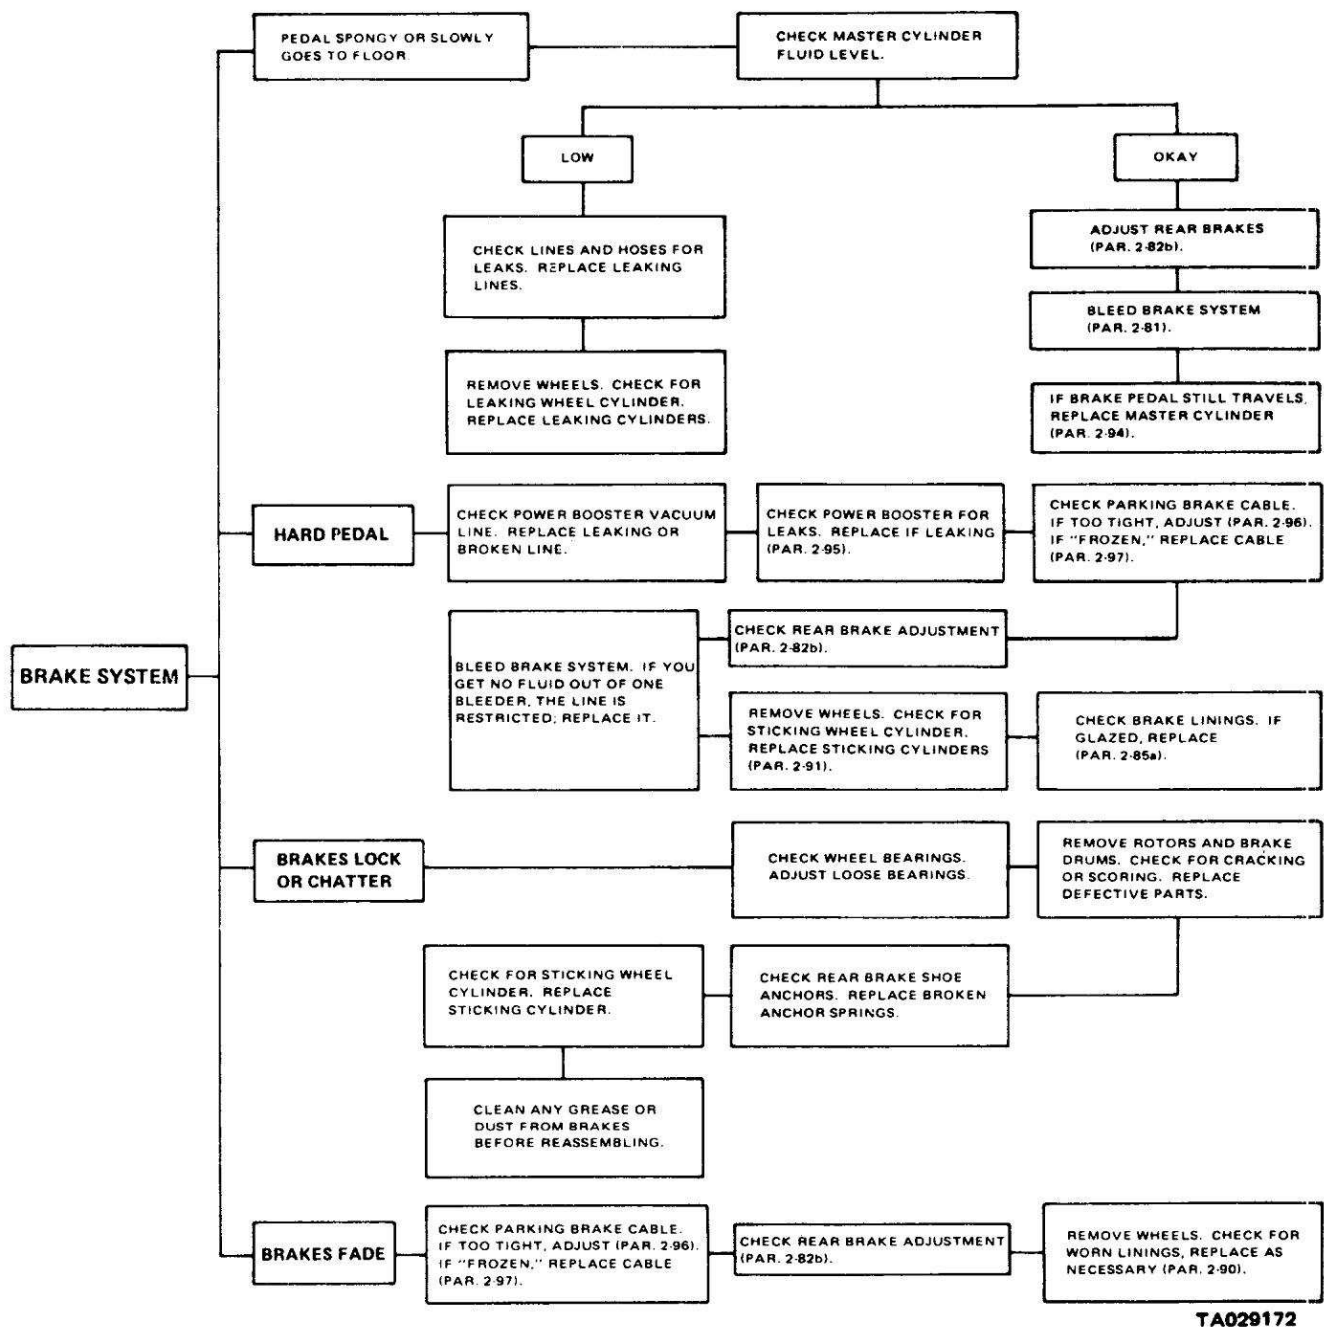 PEDAL SPONGY OR SLOWLY
GOES TO FLOOR.
CHECK MASTER CYLINDER
FLUID LEVEL.
LOW
OKAY
CHECK LINES AND HOSES FOR
LEAKS. REPLACE LEAKING
LINES.
ADJUST REAR BRAKES
(PAR. 2-82b).
BLEED BRAKE SYSTEM
(PAR. 2-81).
REMOVE WHEELS. CHECK FOR
LEAKING WHEEL CYLINDER.
REPLACE LEAKING CYLINDERS.
IF BRAKE PEDAL STILL TRAVELS,
REPLACE MASTER CYLINDER
(PAR. 2-94).
HARD PEDAL
CHECK POWER BOOSTER VACUUM
LINE. REPLACE LEAKING OR
BROKEN LINE.
CHECK POWER BOOSTER FOR
LEAKS. REPLACE IF LEAKING
(PAR. 2-95).
CHECK PARKING BRAKE CABLE.
IF TOO TIGHT, ADJUST (PAR. 2-96).
IF "FROZEN," REPLACE CABLE
(PAR. 2-97).
CHECK REAR BRAKE ADJUSTMENT
(PAR. 2-82b).
BRAKE SYSTEM
BLEED BRAKE SYSTEM. IF YOU
GET NO FLUID OUT OF ONE
BLEEDER, THE LINE IS
RESTRICTED; REPLACE IT.
REMOVE WHEELS. CHECK FOR
STICKING WHEEL CYLINDER.
REPLACE STICKING CYLINDERS
(PAR. 2-91).
CHECK BRAKE LININGS. IF
GLAZED, REPLACE
(PAR. 2-85a).
BRAKES LOCK
OR CHATTER
CHECK WHEEL BEARINGS.
ADJUST LOOSE BEARINGS.
REMOVE ROTORS AND BRAKE
DRUMS. CHECK FOR CRACKING
OR SCORING. REPLACE
DEFECTIVE PARTS.
CHECK FOR STICKING WHEEL
CYLINDER. REPLACE
STICKING CYLINDER.
CHECK REAR BRAKE SHOE
ANCHORS. REPLACE BROKEN
ANCHOR SPRINGS.
CLEAN ANY GREASE OR
DUST FROM BRAKES
BEFORE REASSEMBLING.
BRAKES FADE
CHECK PARKING BRAKE CABLE.
IF TOO TIGHT, ADJUST (PAR. 2-96).
IF "FROZEN," REPLACE CABLE
(PAR. 2-97).
CHECK REAR BRAKE ADJUSTMENT
(PAR. 2-82b).
REMOVE WHEELS. CHECK FOR
WORN LININGS, REPLACE AS
NECESSARY (PAR. 2-90).
TA029172